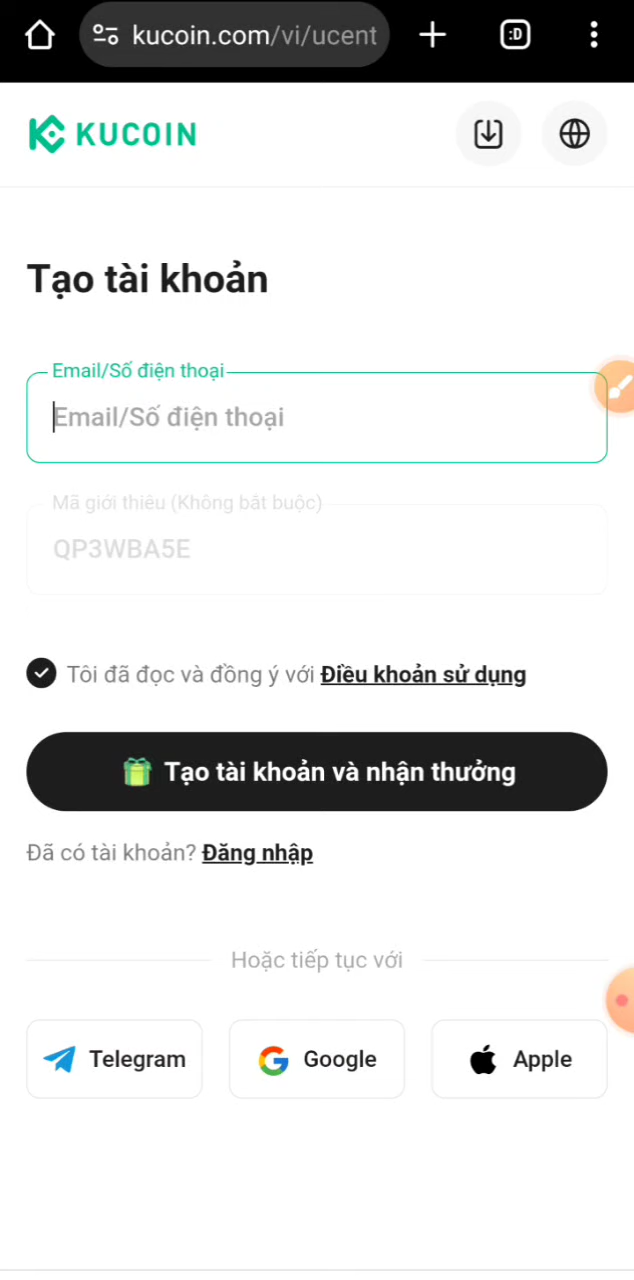 kucoin.com/vi/ucent
:D
KUCOIN
Tạo tài khoản
Email/Số điện thoại
Email/Số điện thoại
Mã giới thiêu (Không bắt buộc)
QP3WBA5E
Tôi đã đọc và đồng ý với Điều khoản sử dụng
Tạo tài khoản và nhận thưởng
Đã có tài khoản? Đăng nhập
Hoặc tiếp tục với
Telegram
Google
Apple